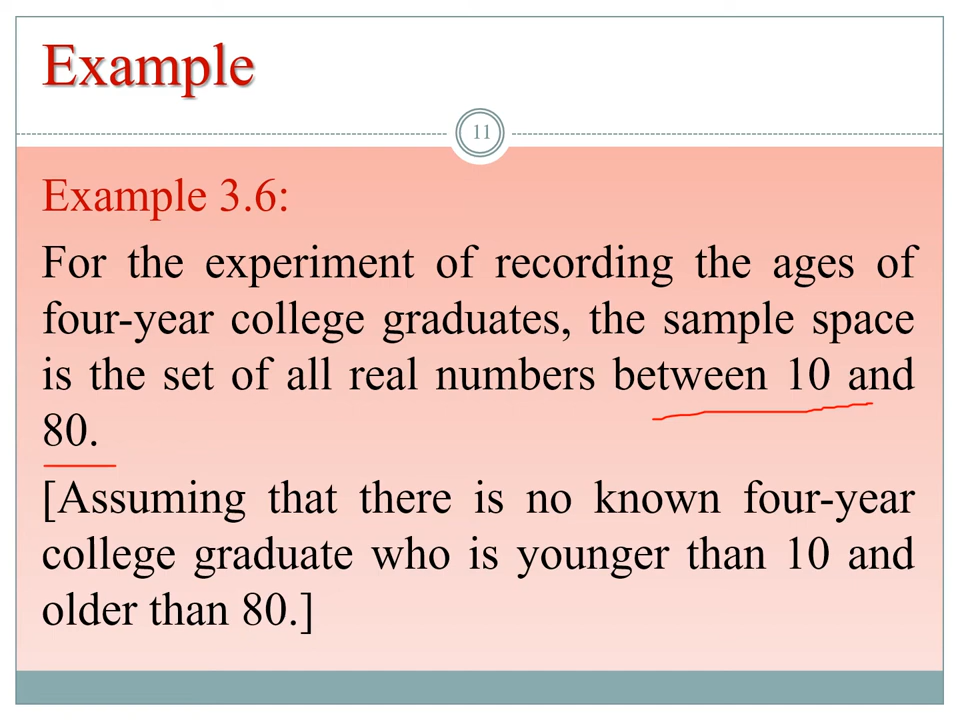 Example
11
Example 3.6:
For the experiment of recording the ages of
four-year college graduates, the sample space
is the set of all real numbers between 10 and
80.
[Assuming that there is no known four-year
college graduate who is younger than 10 and
older than 80.]